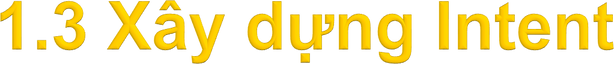 1.3 Xây dựng Intent